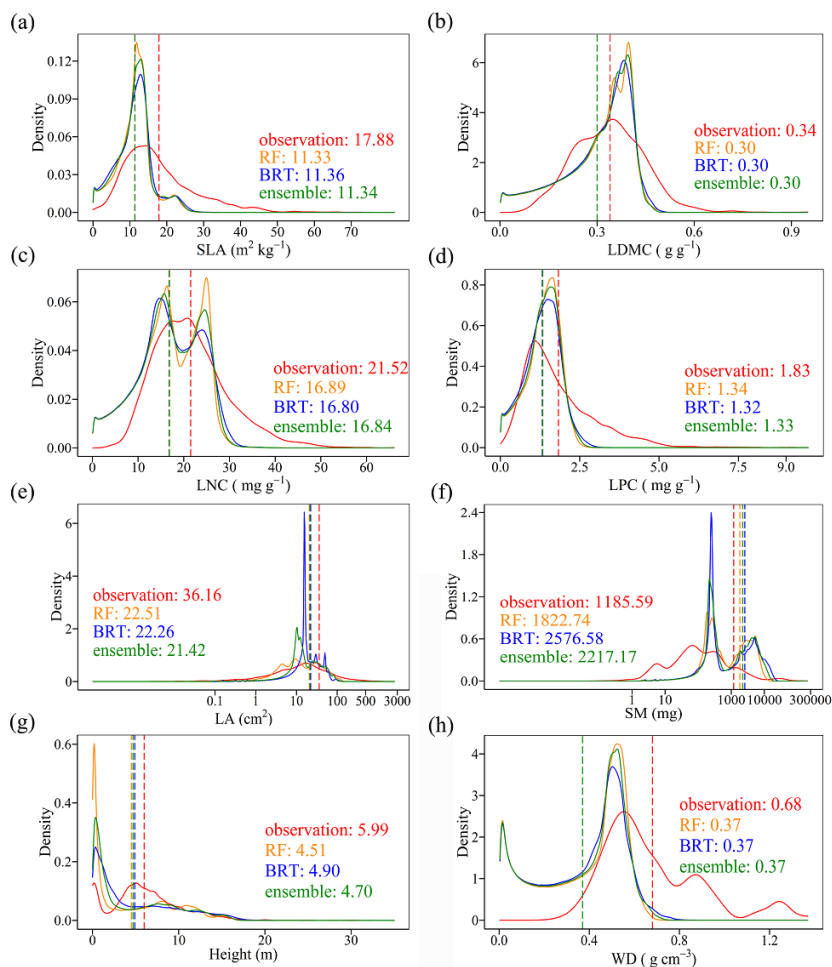 (a)
0.12
0.09
0.06
0.03
0.00
Density
observation: 17.88
RF: 11.33
BRT: 11.36
ensemble: 11.34
0 10 20 30 40 50 60 70
SLA (m² kg⁻¹)
(b)
6
4
2
0
Density
observation: 0.34
RF: 0.30
BRT: 0.30
ensemble: 0.30
0.0 0.3 0.6 0.9
LDMC (g g⁻¹)
(c)
0.06
0.04
0.02
0.00
Density
observation: 21.52
RF: 16.89
BRT: 16.80
ensemble: 16.84
0 20 40 60
LNC ( mg g⁻¹)
(d)
0.8
0.6
0.4
0.2
0.0
Density
observation: 1.83
RF: 1.34
BRT: 1.32
ensemble: 1.33
0.0 2.5 5.0 7.5
LPC ( mg g⁻¹)
(e)
6
4
2
0
Density
observation: 36.16
RF: 22.51
BRT: 22.26
ensemble: 21.42
0.1 1 10 100 3000
LA (cm²)
(f)
2.4
1.8
1.2
0.6
0.0
Density
observation: 1185.59
RF: 1822.74
BRT: 2576.58
ensemble: 2217.17
1 10 1000 10000 300000
SM (mg)
(g)
0.6
0.4
0.2
0.0
Density
observation: 5.99
RF: 4.51
BRT: 4.90
ensemble: 4.70
0 10 20 30
Height (m)
(h)
4
3
2
1
0
Density
observation: 0.68
RF: 0.37
BRT: 0.37
ensemble: 0.37
0.0 0.4 0.8 1.2
WD ( g cm⁻³)